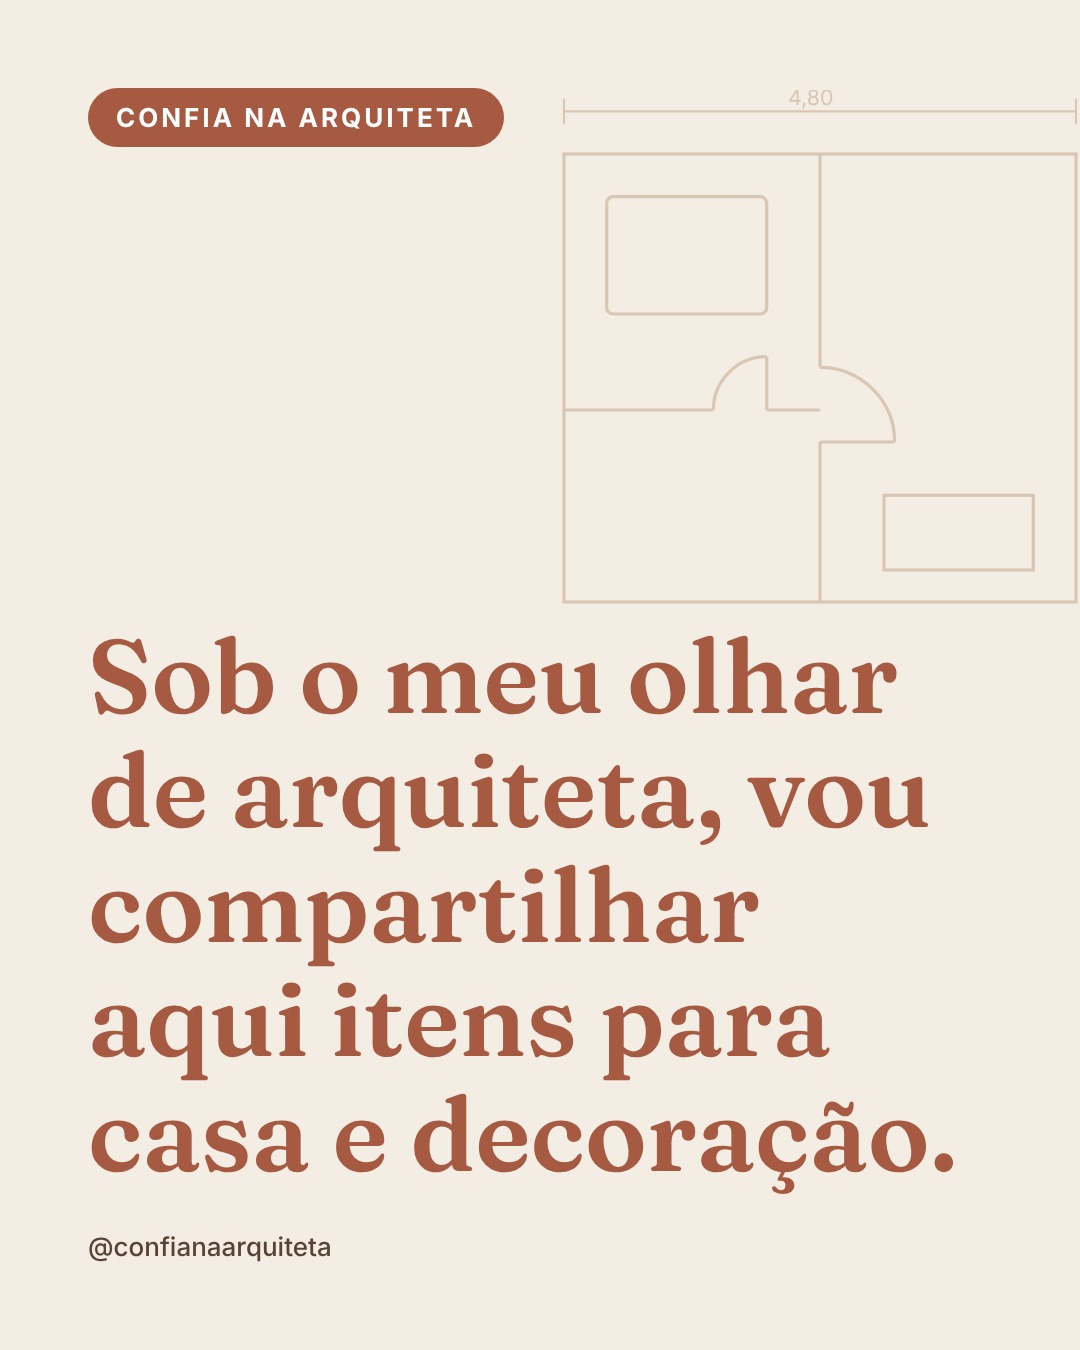 CONFIA NA ARQUITETA
4,80
Sob o meu olhar
de arquiteta, vou
compartilhar
aqui itens para
casa e decoração.
@confianaarquiteta